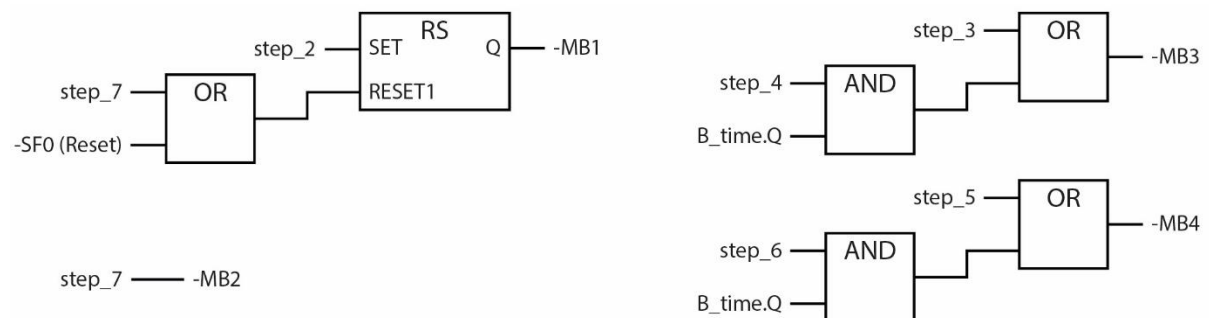 RS
step_2
SET
Q
-MB1
step_7
OR
RESET1
-SF0 (Reset)
step_7
-MB2
step_3
OR
-MB3
step_4
AND
B_time.Q
step_5
OR
-MB4
step_6
AND
B_time.Q